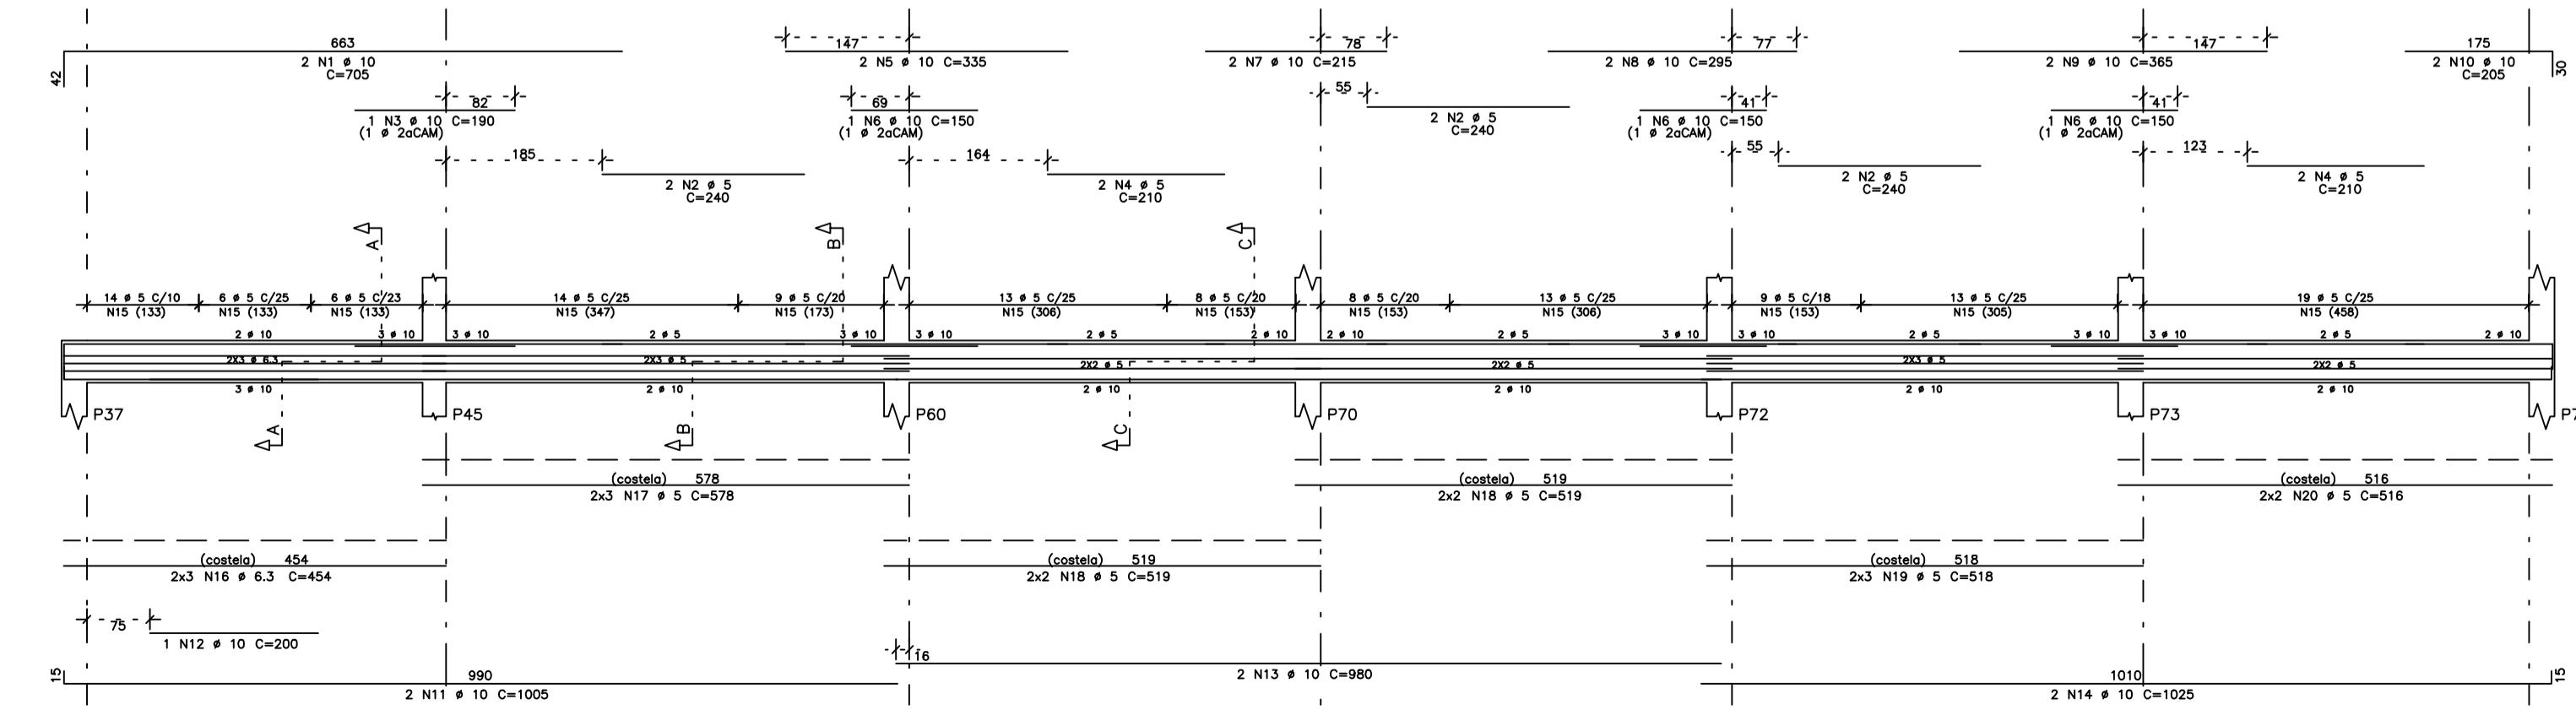 663
147
78
77
147
175
42
2 N1 ø 10
C=705
2 N5 ø 10 C=335
2 N7 ø 10 C=215
2 N8 ø 10 C=295
2 N9 ø 10 C=365
2 N10 ø 10
C=205
30
82
1 N3 ø 10 C=190
(1 ø 2aCAM)
69
1 N6 ø 10 C=150
(1 ø 2aCAM)
55
2 N2 ø 5
C=240
41
1 N6 ø 10 C=150
(1 ø 2aCAM)
41
1 N6 ø 10 C=150
(1 ø 2aCAM)
185
2 N2 ø 5
C=240
164
2 N4 ø 5
C=210
55
2 N2 ø 5
C=240
123
2 N4 ø 5
C=210
A
B
C
14 ø 5 C/10
N15 (133)
6 ø 5 C/25
N15 (133)
6 ø 5 C/23
N15 (133)
14 ø 5 C/25
N15 (347)
9 ø 5 C/20
N15 (173)
13 ø 5 C/25
N15 (306)
8 ø 5 C/20
N15 (153)
8 ø 5 C/20
N15 (153)
13 ø 5 C/25
N15 (306)
9 ø 5 C/18
N15 (153)
13 ø 5 C/25
N15 (305)
19 ø 5 C/25
N15 (458)
2 ø 10
3 ø 10
3 ø 10
2 ø 5
3 ø 10
3 ø 10
2 ø 5
2 ø 10
2 ø 10
2 ø 5
3 ø 10
3 ø 10
2 ø 5
3 ø 10
3 ø 10
2 ø 5
2 ø 10
2X3 ø 6.3
2X3 ø 5
2X2 ø 5
2X2 ø 5
2X3 ø 5
2X2 ø 5
3 ø 10
2 ø 10
2 ø 10
2 ø 10
2 ø 10
2 ø 10
P37
P45
P60
P70
P72
P73
A
B
C
(costela) 578
2x3 N17 ø 5 C=578
(costela) 519
2x2 N18 ø 5 C=519
(costela) 516
2x2 N20 ø 5 C=516
(costela) 454
2x3 N16 ø 6.3 C=454
(costela) 519
2x2 N18 ø 5 C=519
(costela) 518
2x3 N19 ø 5 C=518
75
1 N12 ø 10 C=200
16
2 N13 ø 10 C=980
15
990
2 N11 ø 10 C=1005
1010
2 N14 ø 10 C=1025
15